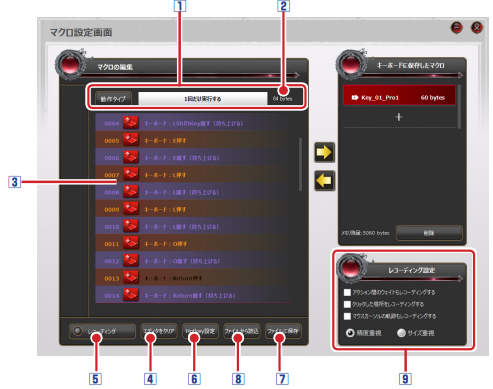 1
2
マクロ設定画面
マクロの編集
キーボードに保存したマクロ
動作タイプ
1回だけ実行する
64 bytes
Key_01_Pro1 60 bytes
+
0004 キーボード：LShiftKey離す（持ち上げる）
0005 キーボード：E押す
0006 キーボード：E離す（持ち上げる）
3
0007 キーボード：L押す
0008 キーボード：L離す（持ち上げる）
0009 キーボード：L押す
0010 キーボード：L離す（持ち上げる）
0011 キーボード：O押す
0012 キーボード：O離す（持ち上げる）
0013 キーボード：Return押す
0014 キーボード：Return離す（持ち上げる）
メモリ残量: 5060 bytes
削除
レコーディング設定
アクション間のウェイトもレコーディングする
クリックした場所をレコーディングする
マウスカーソルの軌跡もレコーディングする
精度重視
サイズ重視
レコーディング
エディタをクリア
HotKey設定
ファイルから読込
ファイルに保存
5
4
6
8
7
9